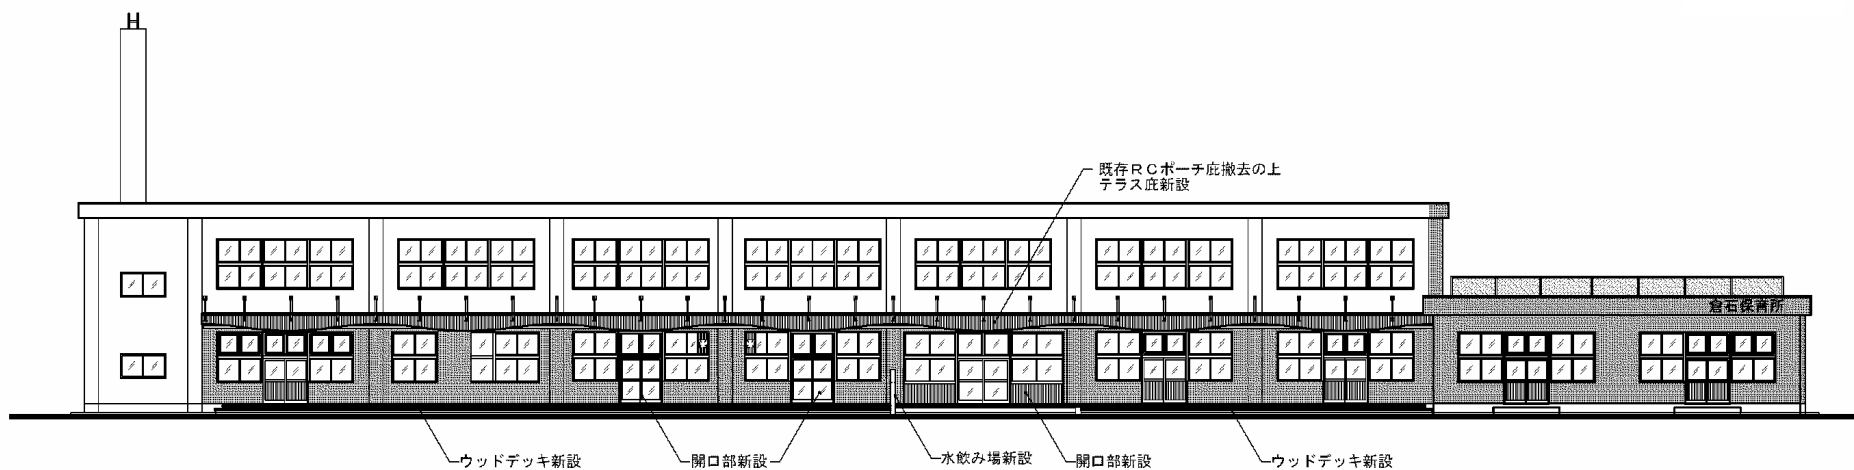 既存RCポーチ庇撤去の上
テラス庇新設
倉石保育所
ウッドデッキ新設
開口部新設
水飲み場新設
開口部新設
ウッドデッキ新設